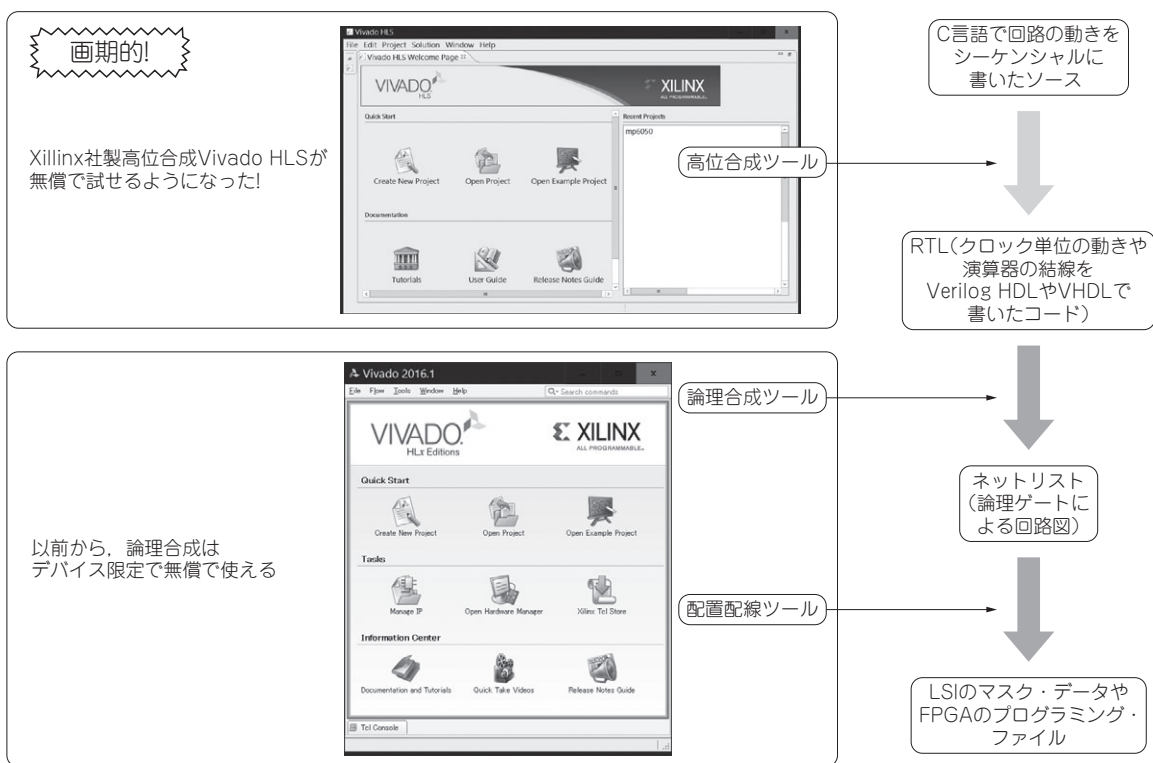 画期的!
Xillinx社製高位合成Vivado HLSが
無償で試せるようになった!
Vivado HLS
File Edit Project Solution Window Help
Vivado HLS Welcome Page
VIVADO
HLS
XILINX
ALL PROGRAMMABLE.
Quick Start
Create New Project
Open Project
Open Example Project
Documentation
Tutorials
User Guide
Release Notes Guide
Recent Projects
mp6050
高位合成ツール
C言語で回路の動きを
シーケンシャルに
書いたソース
RTL(クロック単位の動きや
演算器の結線を
Verilog HDLやVHDLで
書いたコード)
以前から,論理合成は
デバイス限定で無償で使える
Vivado 2016.1
File Flow Tools Window Help
Search commands
VIVADO
HLx Editions
XILINX
ALL PROGRAMMABLE.
Quick Start
Create New Project
Open Project
Open Example Project
Tasks
Manage IP
Open Hardware Manager
Xilinx Tcl Store
Information Center
Documentation and Tutorials
Quick Take Videos
Release Notes Guide
Tcl Console
論理合成ツール
ネットリスト
(論理ゲートに
よる回路図)
配置配線ツール
LSIのマスク・データや
FPGAのプログラミング・
ファイル